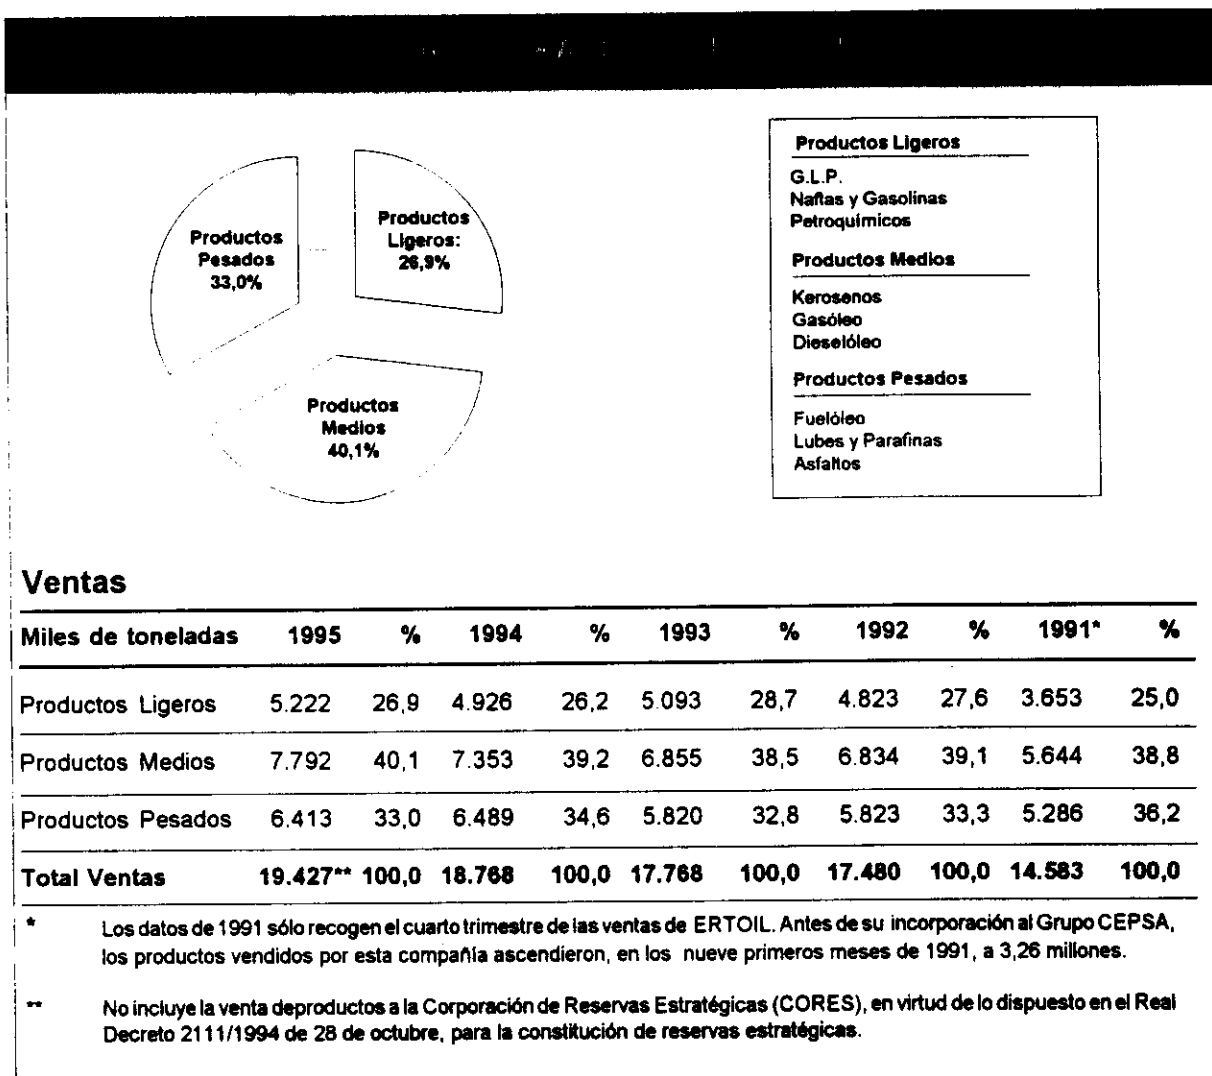 Productos
Pesados
33,0%
Productos
Ligeros:
26,9%
Productos
Medios
40,1%
Productos Ligeros
G.L.P.
Naftas y Gasolinas
Petroquímicos
Productos Medios
Kerosenos
Gasóleo
Dieselóleo
Productos Pesados
Fuelóleo
Lubes y Parafinas
Asfaltos
Ventas
Miles de toneladas 1995 % 1994 % 1993 % 1992 % 1991* %
Productos Ligeros 5.222 26,9 4.926 26,2 5.093 28,7 4.823 27,6 3.653 25,0
Productos Medios 7.792 40,1 7.353 39,2 6.855 38,5 6.834 39,1 5.644 38,8
Productos Pesados 6.413 33,0 6.489 34,6 5.820 32,8 5.823 33,3 5.286 36,2
Total Ventas 19.427** 100,0 18.768 100,0 17.768 100,0 17.480 100,0 14.583 100,0
* Los datos de 1991 sólo recogen el cuarto trimestre de las ventas de ERTOIL. Antes de su incorporación al Grupo CEPSA,
los productos vendidos por esta compañía ascendieron, en los nueve primeros meses de 1991, a 3,26 millones.
** No incluye la venta deproductos a la Corporación de Reservas Estratégicas (CORES), en virtud de lo dispuesto en el Real
Decreto 2111/1994 de 28 de octubre, para la constitución de reservas estratégicas.